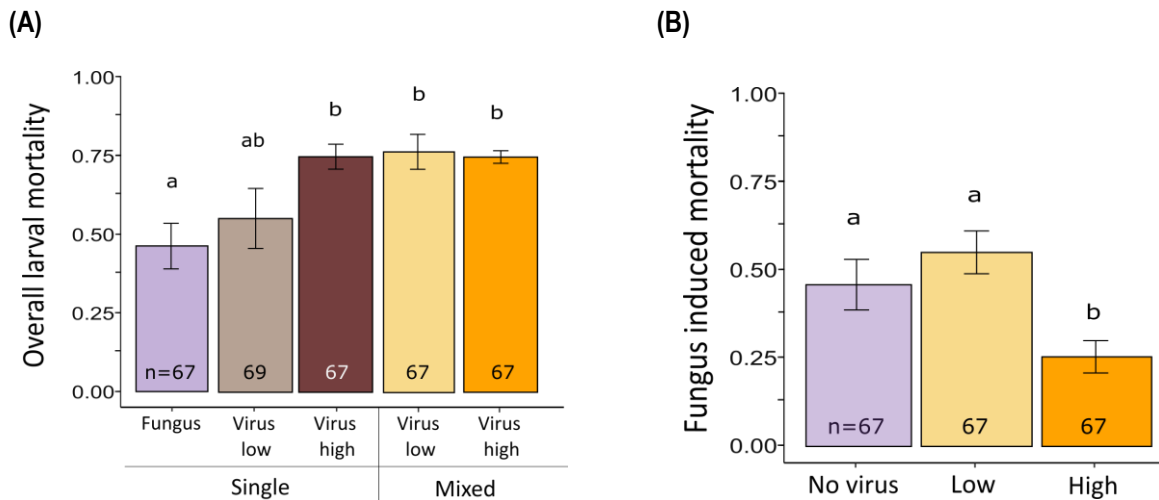 (A)
Overall larval mortality
1.00
0.75
0.50
0.25
0.00
a
ab
b
b
b
n=67
69
67
67
67
Fungus
Virus low
Virus high
Virus low
Virus high
Single
Mixed
(B)
Fungus induced mortality
1.00
0.75
0.50
0.25
0.00
a
a
b
n=67
67
67
No virus
Low
High